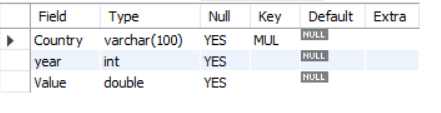 Field Type Null Key Default Extra
Country varchar(100) YES MUL NULL
year int YES NULL
Value double YES NULL